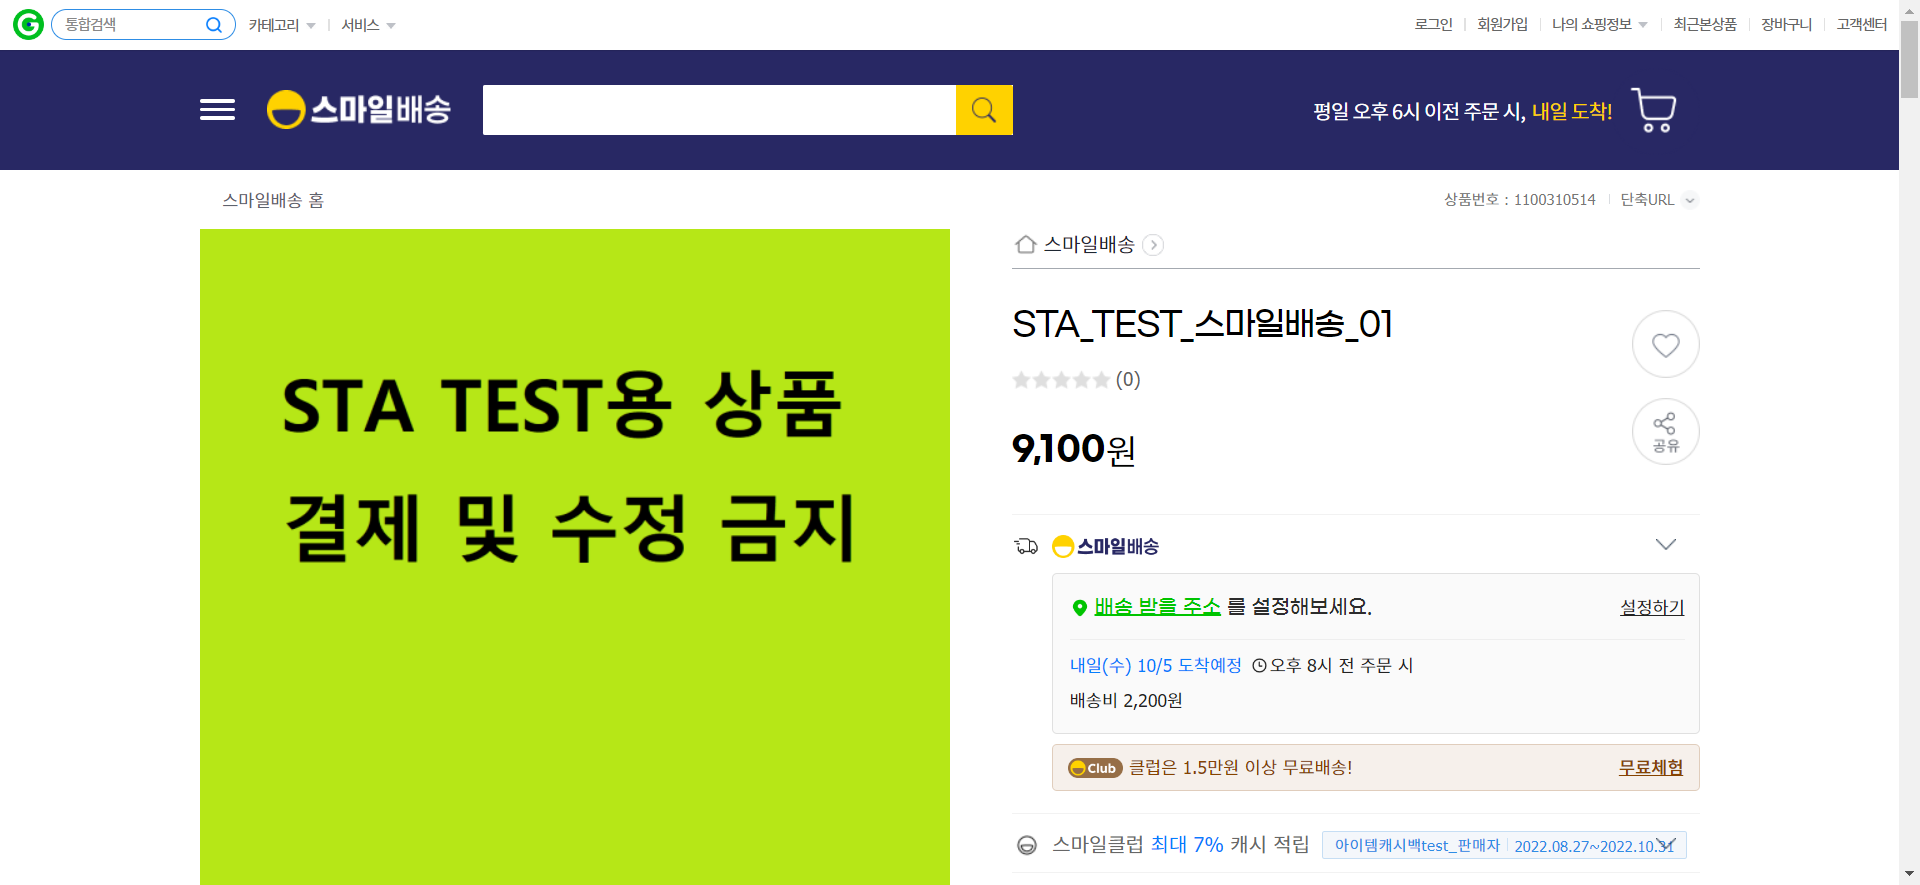 통합검색 카테고리 서비스 로그인 회원가입 나의 쇼핑정보 최근본상품 장바구니 고객센터
스마일배송 평일 오후 6시 이전 주문 시, 내일 도착!
스마일배송 홈 상품번호 : 1100310514 단축URL
스마일배송
STA TEST용 상품
결제 및 수정 금지
STA_TEST_스마일배송_01
(0)
9,100원
공유
스마일배송
배송 받을 주소 를 설정해보세요. 설정하기
내일(수) 10/5 도착예정 오후 8시 전 주문 시
배송비 2,200원
Club 클럽은 1.5만원 이상 무료배송! 무료체험
스마일클럽 최대 7% 캐시 적립 아이템캐시백test_판매자 2022.08.27~2022.10.31